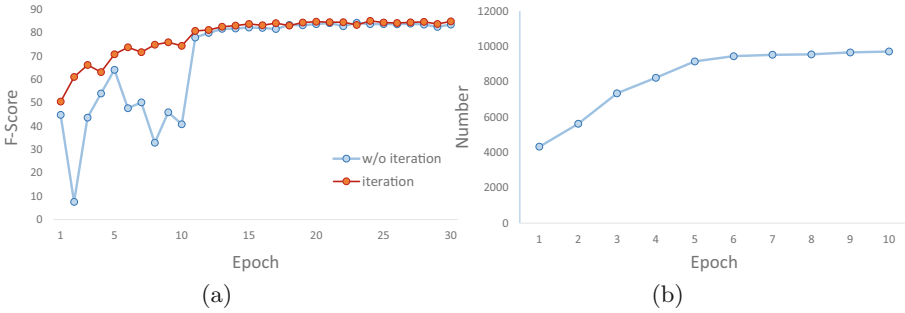 90
80
70
60
50
40
30
20
10
0
F-Score
w/o iteration
iteration
1 5 10 15 20 25 30
Epoch
(a)
12000
10000
8000
6000
4000
2000
0
Number
1 2 3 4 5 6 7 8 9 10
Epoch
(b)